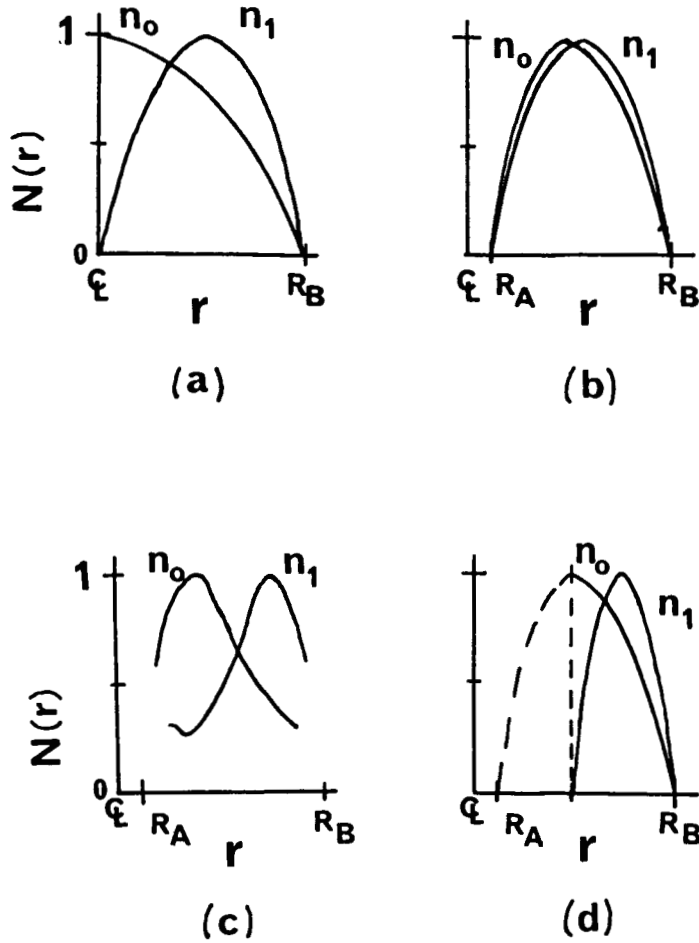 1 n₀ n₁
N(r)
0
℄ R_B
r
(a)
n₀ n₁
℄ R_A R_B
r
(b)
1 n₀ n₁
N(r)
0
℄ R_A R_B
r
(c)
n₀
n₁
℄ R_A R_B
r
(d)